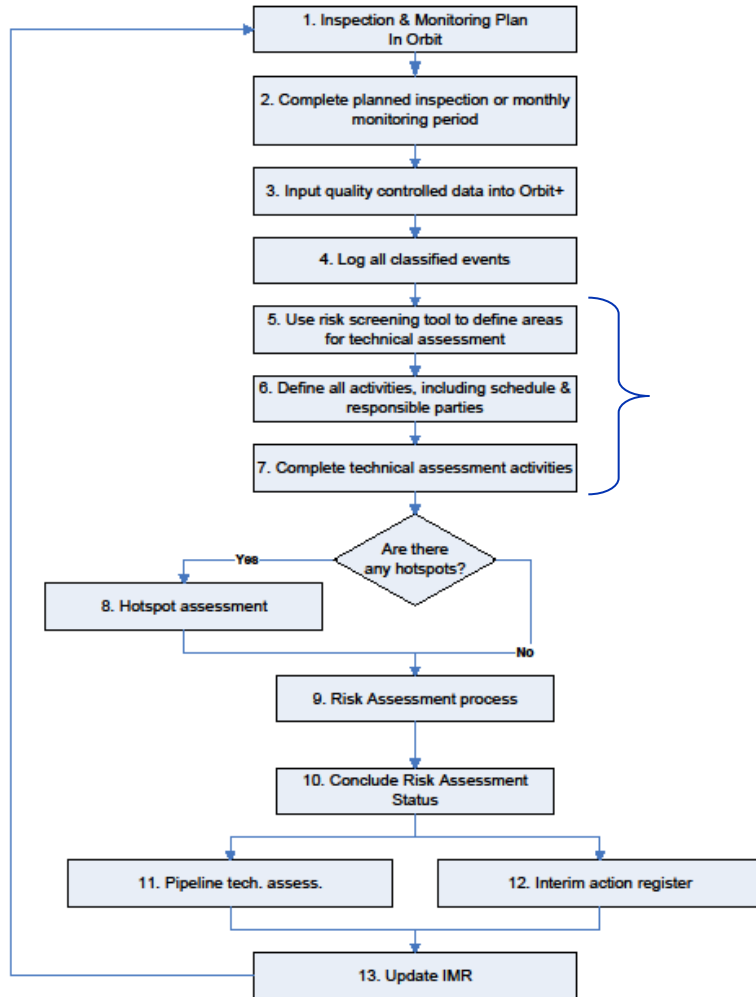 1. Inspection & Monitoring Plan
In Orbit
2. Complete planned inspection or monthly
monitoring period
3. Input quality controlled data into Orbit+
4. Log all classified events
5. Use risk screening tool to define areas
for technical assessment
6. Define all activities, including schedule &
responsible parties
7. Complete technical assessment activities
Are there
any hotspots?
Yes
8. Hotspot assessment
No
9. Risk Assessment process
10. Conclude Risk Assessment
Status
11. Pipeline tech. assess.
12. Interim action register
13. Update IMR